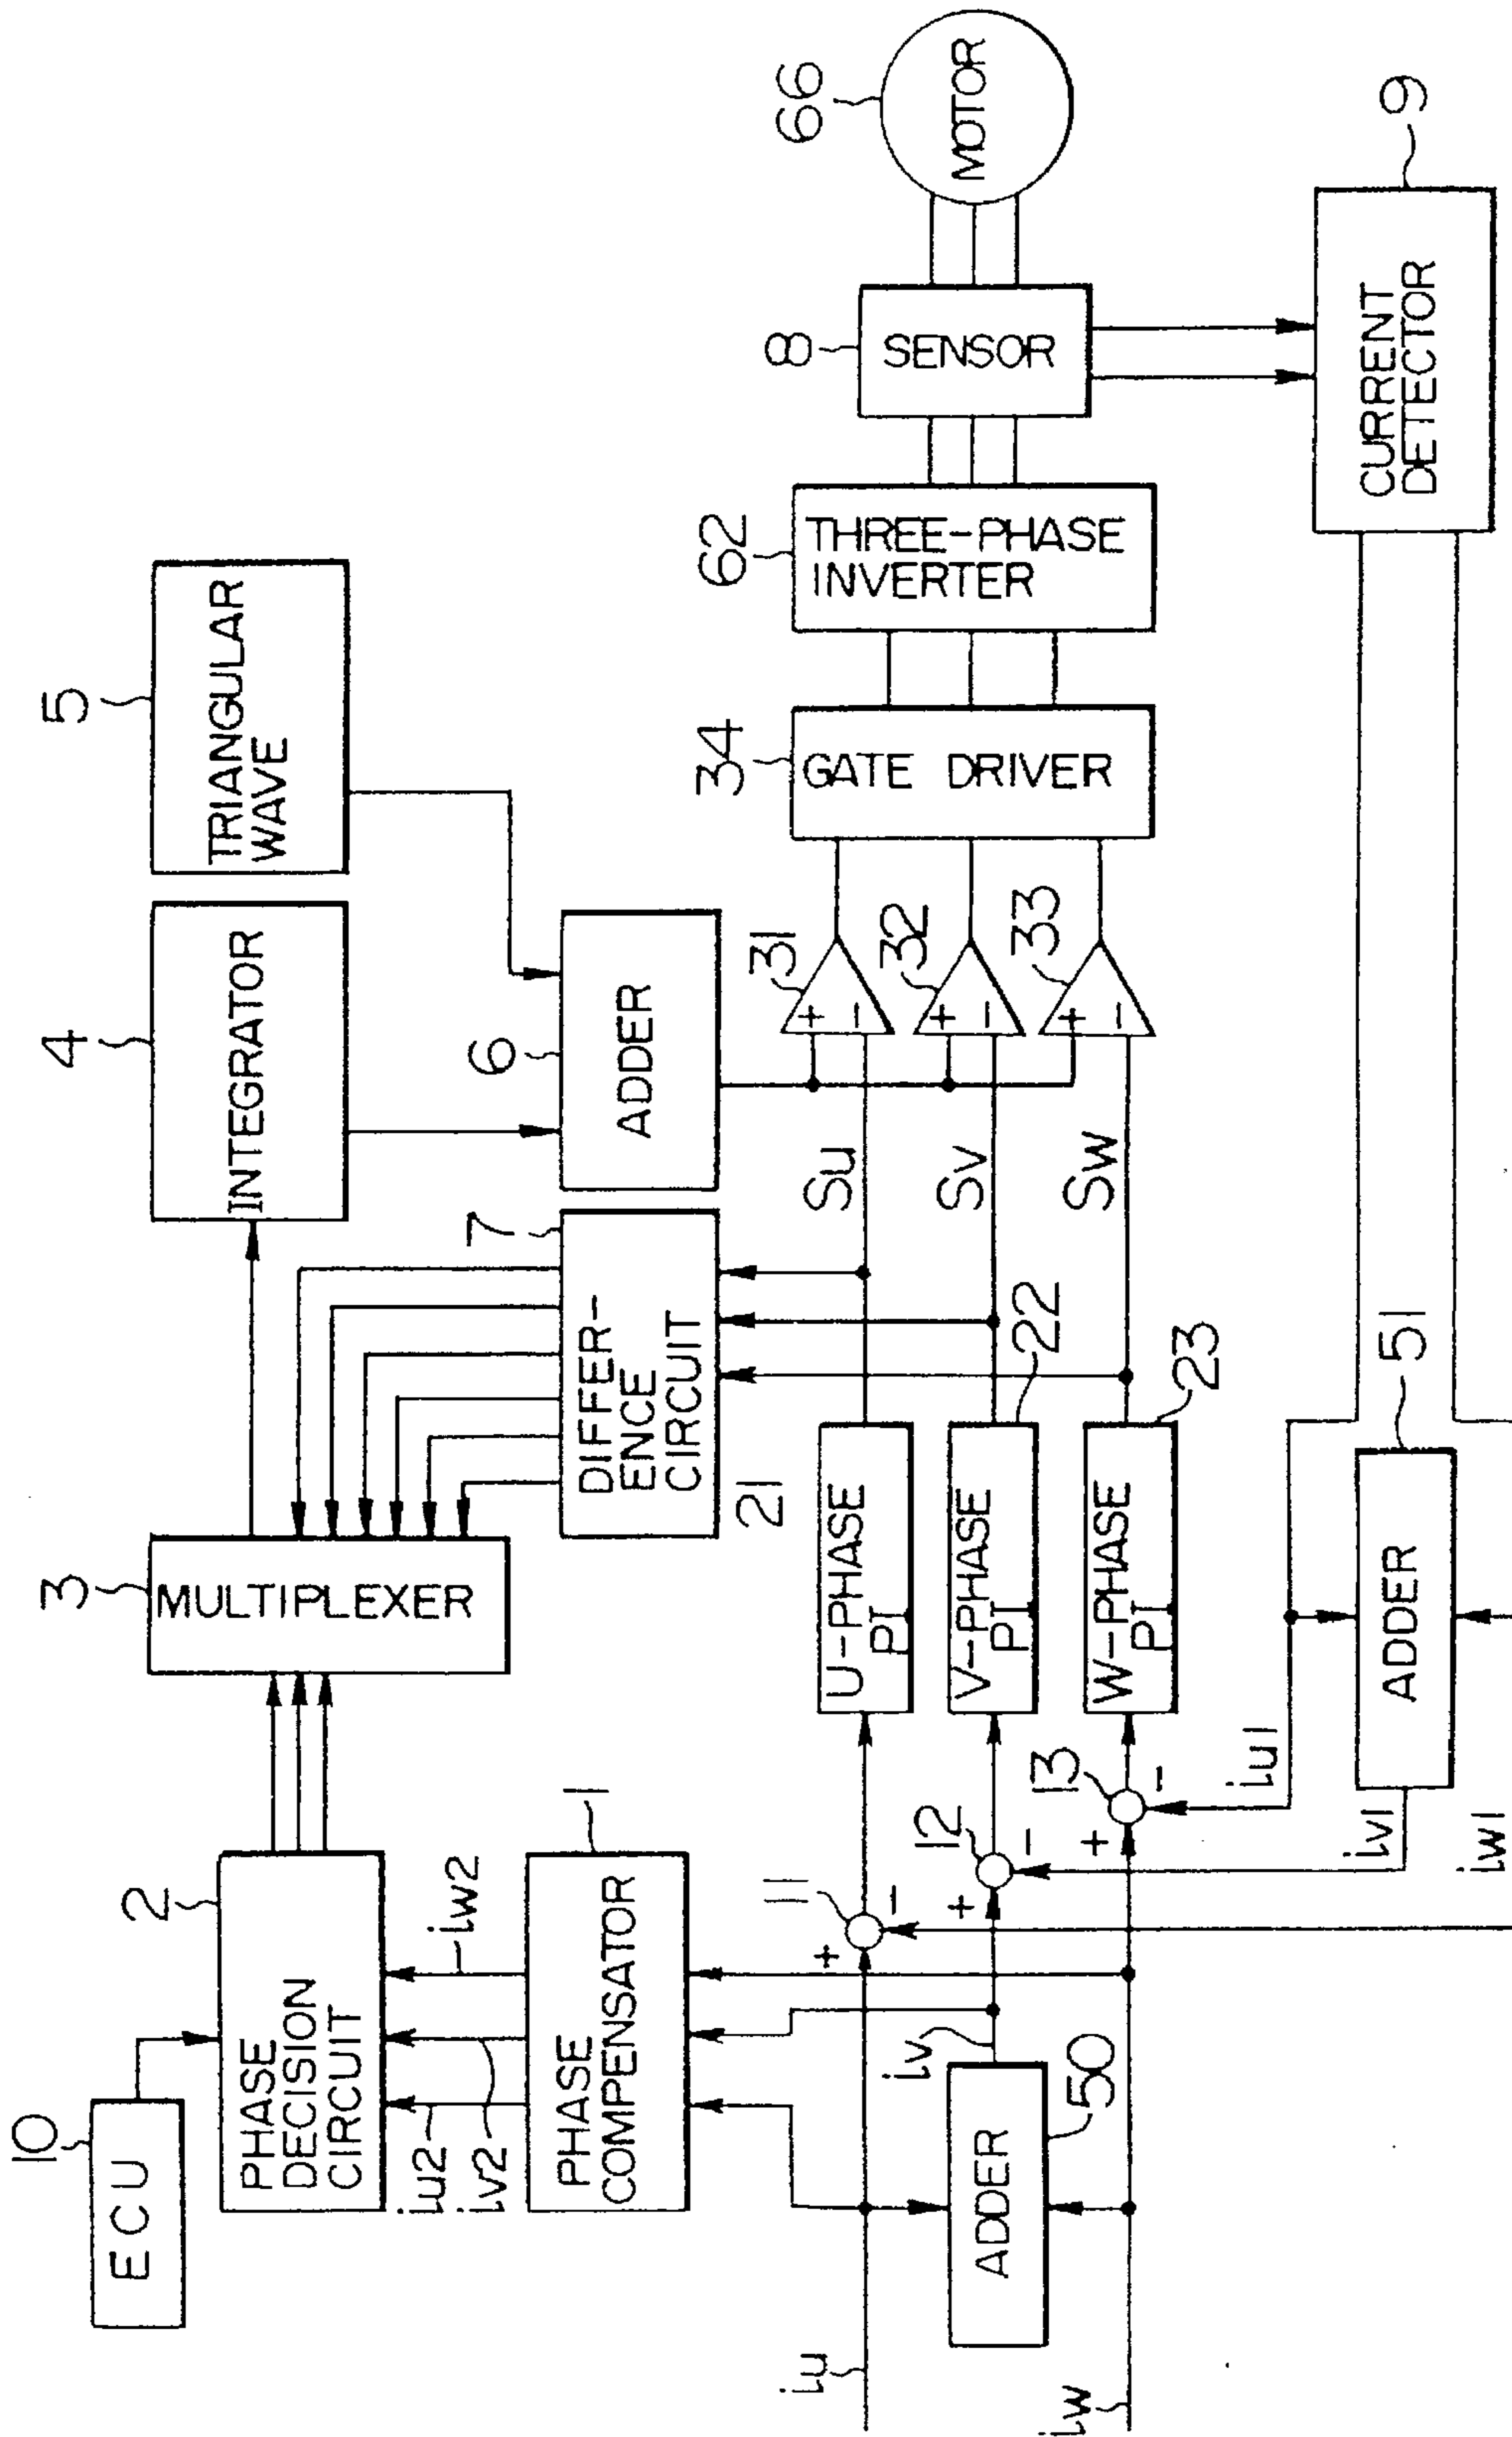 10
ECU
2
PHASE
DECISION
CIRCUIT
iu2
iv2
iw2
1
PHASE
COMPENSATOR
3
MULTIPLEXER
4
INTEGRATOR
5
TRIANGULAR
WAVE
6
ADDER
7
DIFFER-
ENCE
CIRCUIT
iu
iw
iv
ADDER
50
11
+
-
12
+
-
13
+
-
21
U-PHASE
PI
22
V-PHASE
PI
23
W-PHASE
PI
Su
Sv
Sw
31
+
-
32
+
-
33
+
-
34
GATE DRIVER
62
THREE-PHASE
INVERTER
8
SENSOR
66
MOTOR
9
CURRENT
DETECTOR
51
ADDER
iu1
iv1
iw1